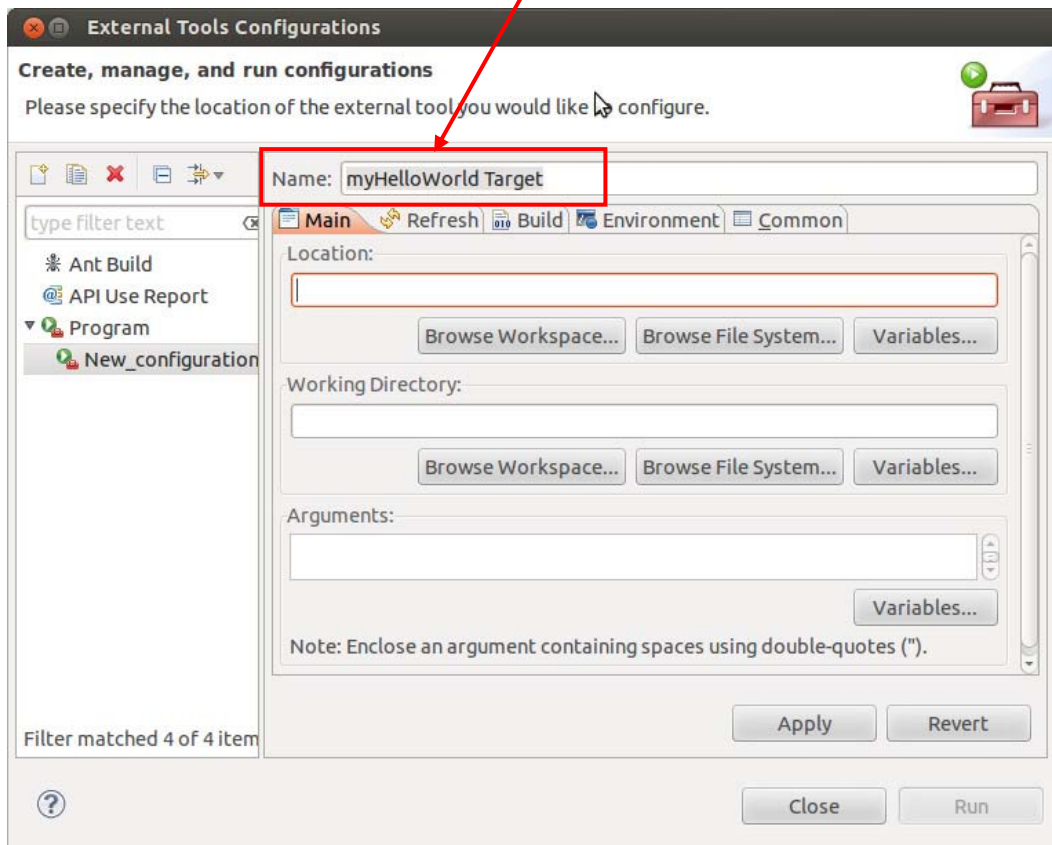 External Tools Configurations
Create, manage, and run configurations
Please specify the location of the external tool you would like to configure.
Name: myHelloWorld Target
type filter text
Main Refresh Build Environment Common
Ant Build
API Use Report
Program
New_configuration
Location:
Browse Workspace... Browse File System... Variables...
Working Directory:
Browse Workspace... Browse File System... Variables...
Arguments:
Variables...
Note: Enclose an argument containing spaces using double-quotes (").
Filter matched 4 of 4 item
Apply Revert
Close Run